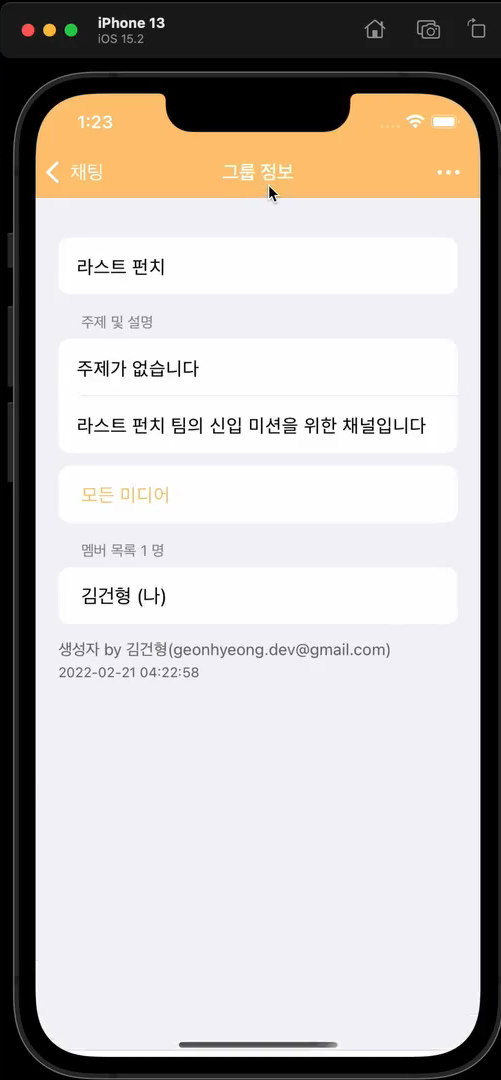 iPhone 13
iOS 15.2
1:23
채팅
그룹 정보
라스트 펀치
주제 및 설명
주제가 없습니다
라스트 펀치 팀의 신입 미션을 위한 채널입니다
모든 미디어
멤버 목록 1 명
김건형 (나)
생성자 by 김건형(geonhyeong.dev@gmail.com)
2022-02-21 04:22:58